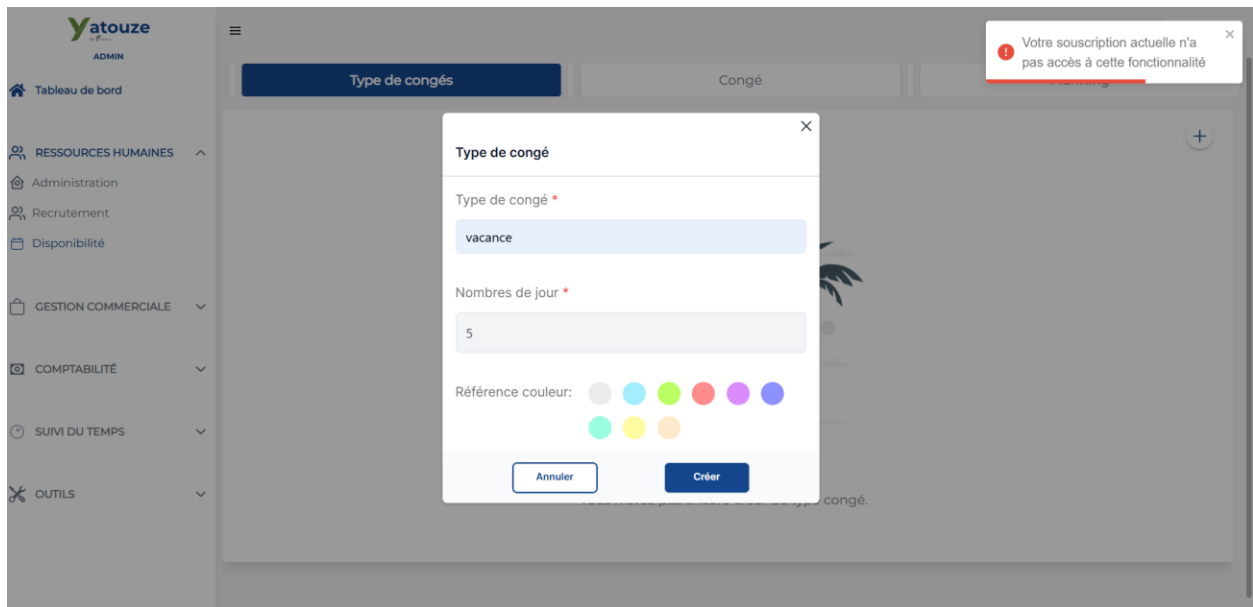 Yatouze
ADMIN
Tableau de bord
RESSOURCES HUMAINES
Administration
Recrutement
Disponibilité
GESTION COMMERCIALE
COMPTABILITÉ
SUIVI DU TEMPS
OUTILS
Type de congés
Congé
Votre souscription actuelle n'a
pas accès à cette fonctionnalité
Type de congé
Type de congé *
vacance
Nombres de jour *
5
Référence couleur:
Annuler
Créer
congé.